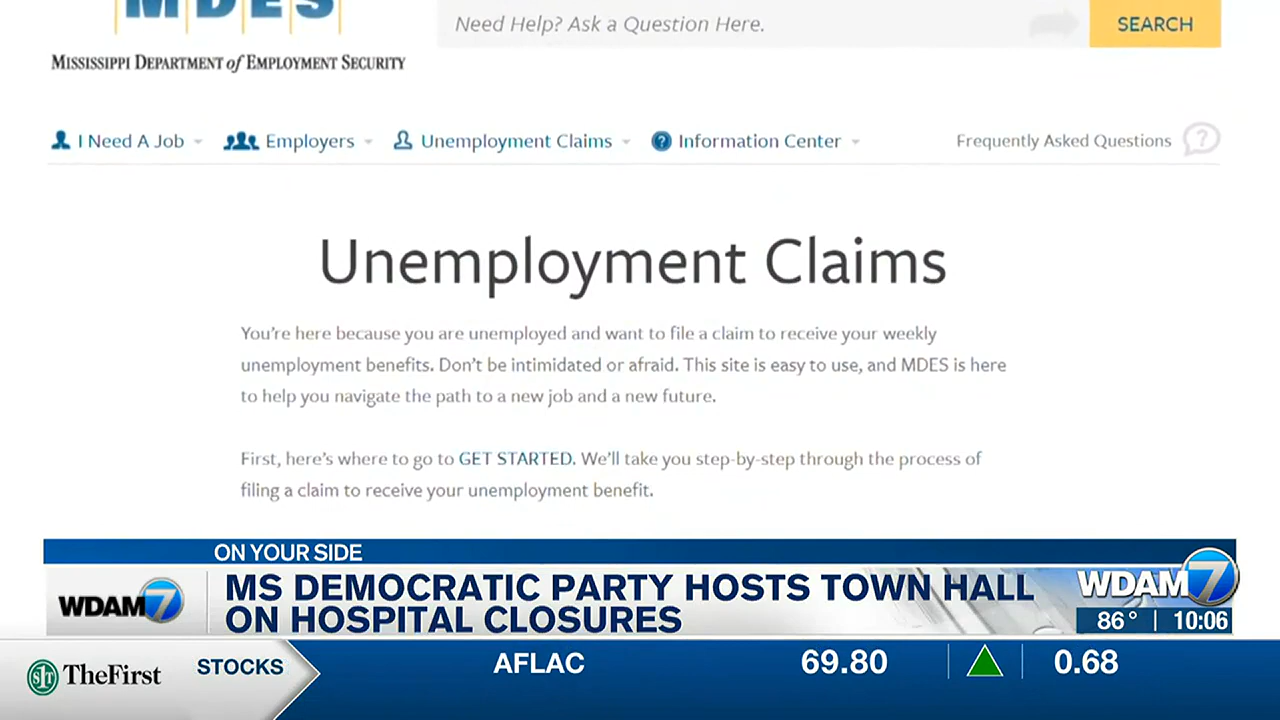 MDES
Need Help? Ask a Question Here.
SEARCH
MISSISSIPPI DEPARTMENT of EMPLOYMENT SECURITY
I Need A Job
Employers
Unemployment Claims
Information Center
Frequently Asked Questions
?
Unemployment Claims
You're here because you are unemployed and want to file a claim to receive your weekly
unemployment benefits. Don't be intimidated or afraid. This site is easy to use, and MDES is here
to help you navigate the path to a new job and a new future.
First, here's where to go to GET STARTED. We'll take you step-by-step through the process of
filing a claim to receive your unemployment benefit.
ON YOUR SIDE
WDAM 7
MS DEMOCRATIC PARTY HOSTS TOWN HALL
ON HOSPITAL CLOSURES
WDAM 7
86° | 10:06
1st TheFirst
STOCKS
AFLAC
69.80
0.68